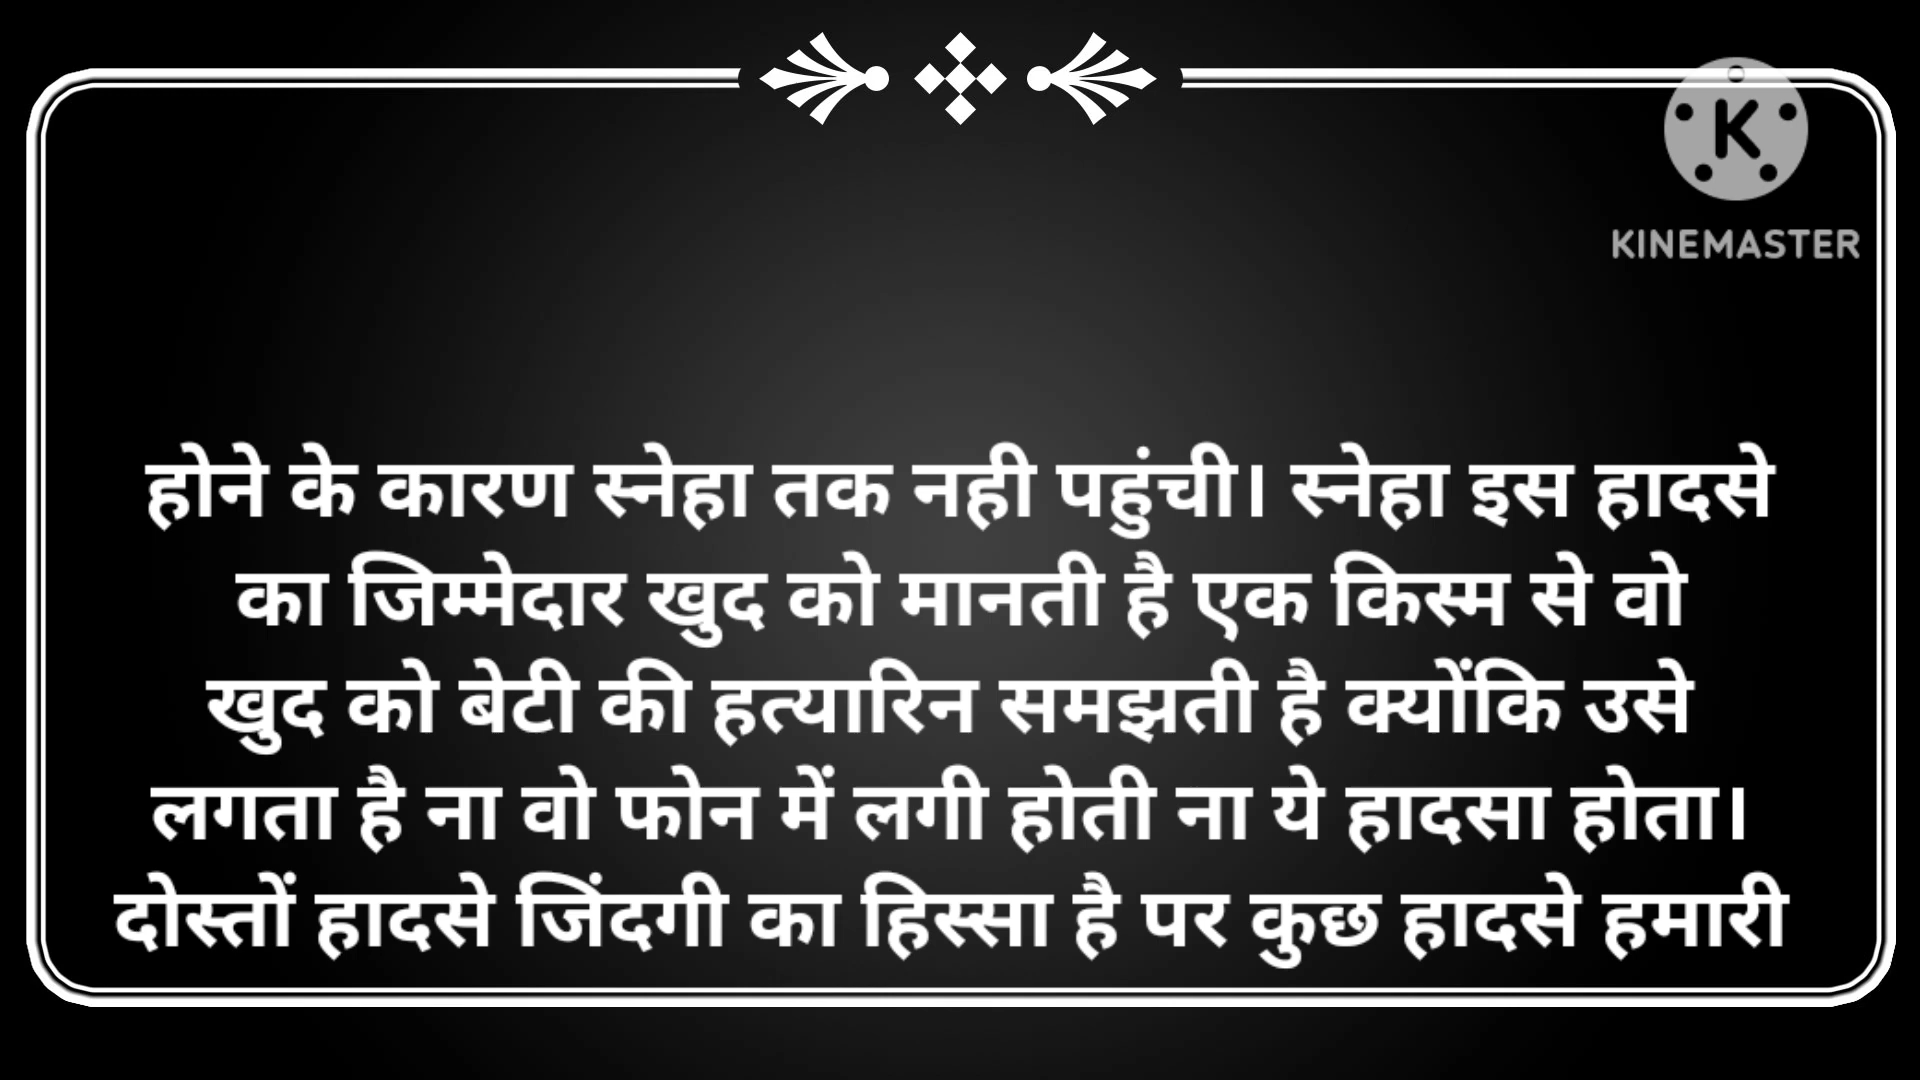 KINEMASTER
होने के कारण स्नेहा तक नही पहुंची। स्नेहा इस हादसे
का जिम्मेदार खुद को मानती है एक किस्म से वो
खुद को बेटी की हत्यारिन समझती है क्योंकि उसे
लगता है ना वो फोन में लगी होती ना ये हादसा होता।
दोस्तों हादसे जिंदगी का हिस्सा है पर कुछ हादसे हमारी